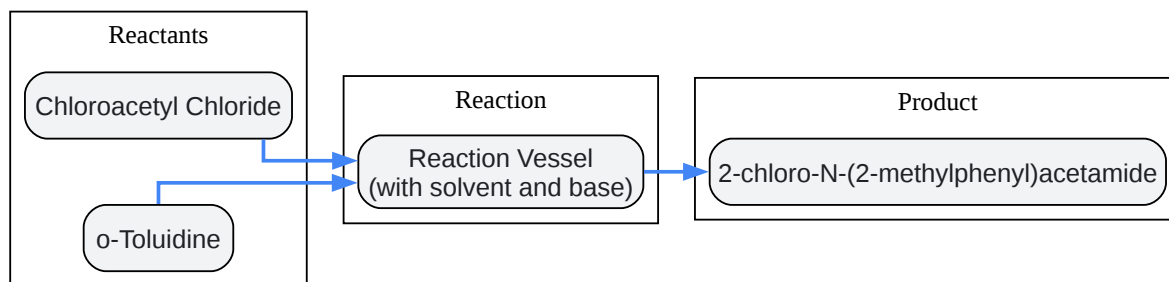 Reactants
Chloroacetyl Chloride
o-Toluidine
Reaction
Reaction Vessel
(with solvent and base)
Product
2-chloro-N-(2-methylphenyl)acetamide